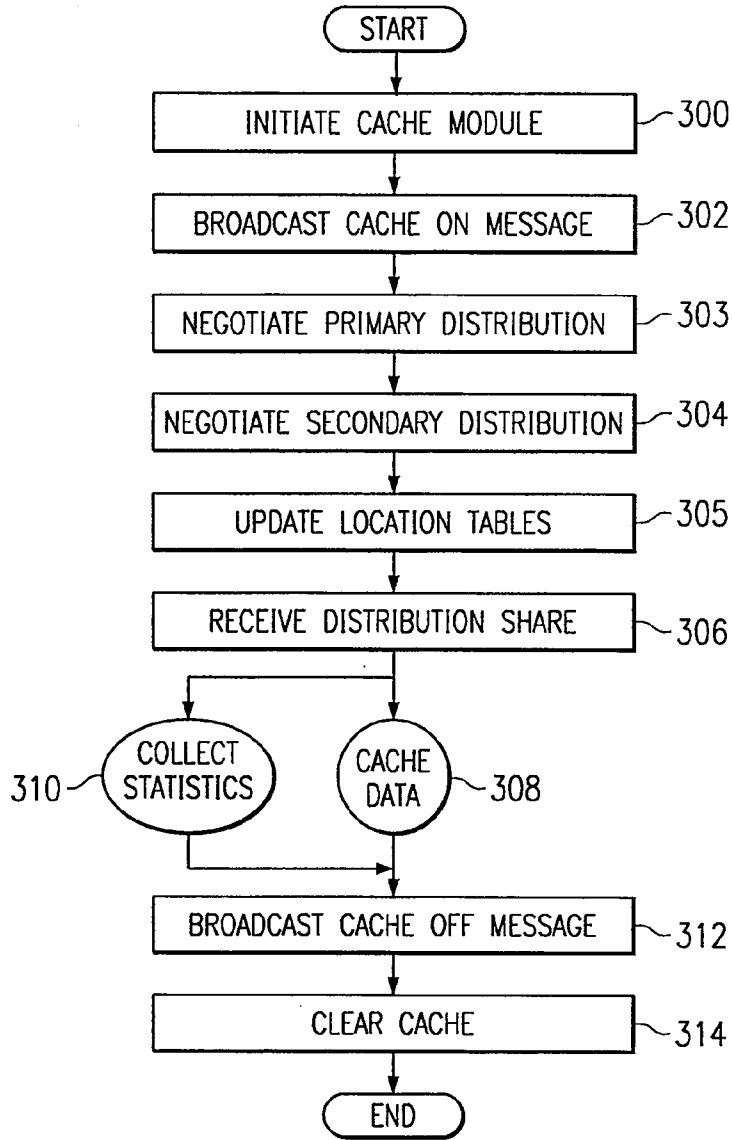 START
INITIATE CACHE MODULE
300
BROADCAST CACHE ON MESSAGE
302
NEGOTIATE PRIMARY DISTRIBUTION
303
NEGOTIATE SECONDARY DISTRIBUTION
304
UPDATE LOCATION TABLES
305
RECEIVE DISTRIBUTION SHARE
306
310
COLLECT
STATISTICS
CACHE
DATA
308
BROADCAST CACHE OFF MESSAGE
312
CLEAR CACHE
314
END